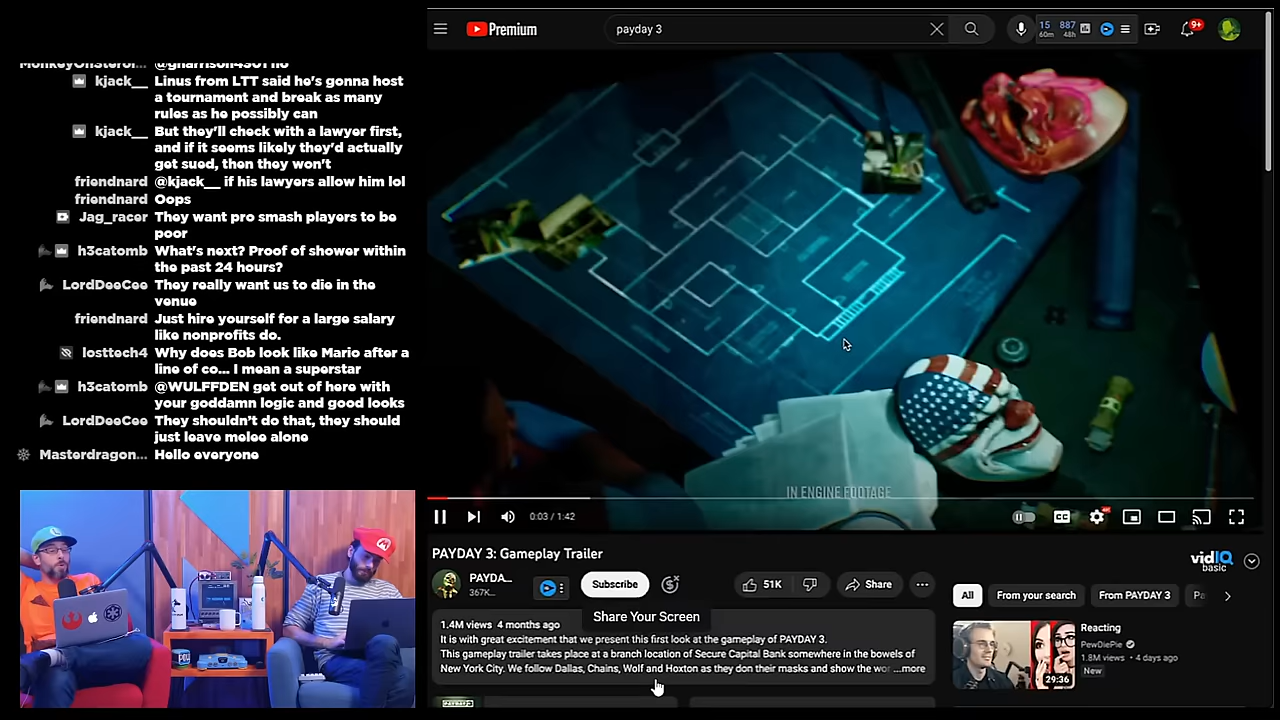 @gharrison4501no
kjack__ Linus from LTT said he's gonna host
a tournament and break as many
rules as he possibly can
kjack__ But they'll check with a lawyer first,
and if it seems likely they'd actually
get sued, then they won't
friendnard @kjack__ if his lawyers allow him lol
friendnard Oops
Jag_racer They want pro smash players to be
poor
h3catomb What's next? Proof of shower within
the past 24 hours?
LordDeeCee They really want us to die in the
venue
friendnard Just hire yourself for a large salary
like nonprofits do.
losttech4 Why does Bob look like Mario after a
line of co... I mean a superstar
h3catomb @WULFFDEN get out of here with
your goddamn logic and good looks
LordDeeCee They shouldn't do that, they should
just leave melee alone
Masterdragon... Hello everyone
Premium
payday 3
15 887
60m 48h
9+
IN ENGINE FOOTAGE
0:03 / 1:42
CC
PAYDAY 3: Gameplay Trailer
PAYDA...
367K...
Subscribe
51K
Share
Share Your Screen
1.4M views 4 months ago
It is with great excitement that we present this first look at the gameplay of PAYDAY 3.
This gameplay trailer takes place at a branch location of Secure Capital Bank somewhere in the bowels of
New York City. We follow Dallas, Chains, Wolf and Hoxton as they don their masks and show the wor ...more
vidIQ
basic
All
From your search
From PAYDAY 3
Reacting
PewDiePie
1.8M views • 4 days ago
New
29:36